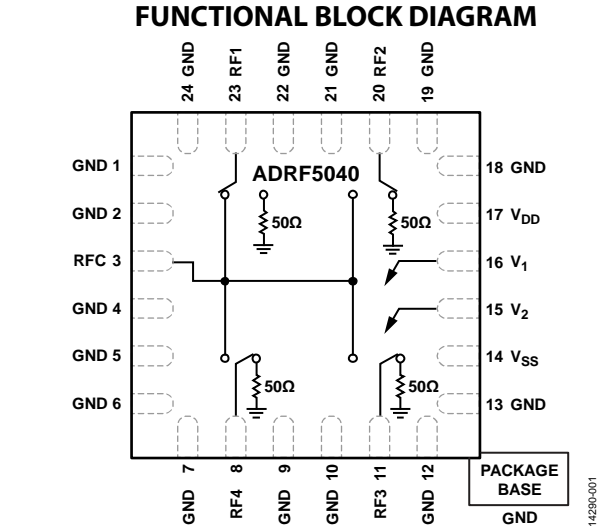 FUNCTIONAL BLOCK DIAGRAM
24 GND
23 RF1
22 GND
21 GND
20 RF2
19 GND
ADRF5040
GND 1
GND 2
RFC 3
GND 4
GND 5
GND 6
18 GND
17 VDD
16 V1
15 V2
14 VSS
13 GND
50Ω
50Ω
50Ω
50Ω
GND 7
RF4 8
GND 9
GND 10
RF3 11
GND 12
PACKAGE
BASE
GND
14290-001